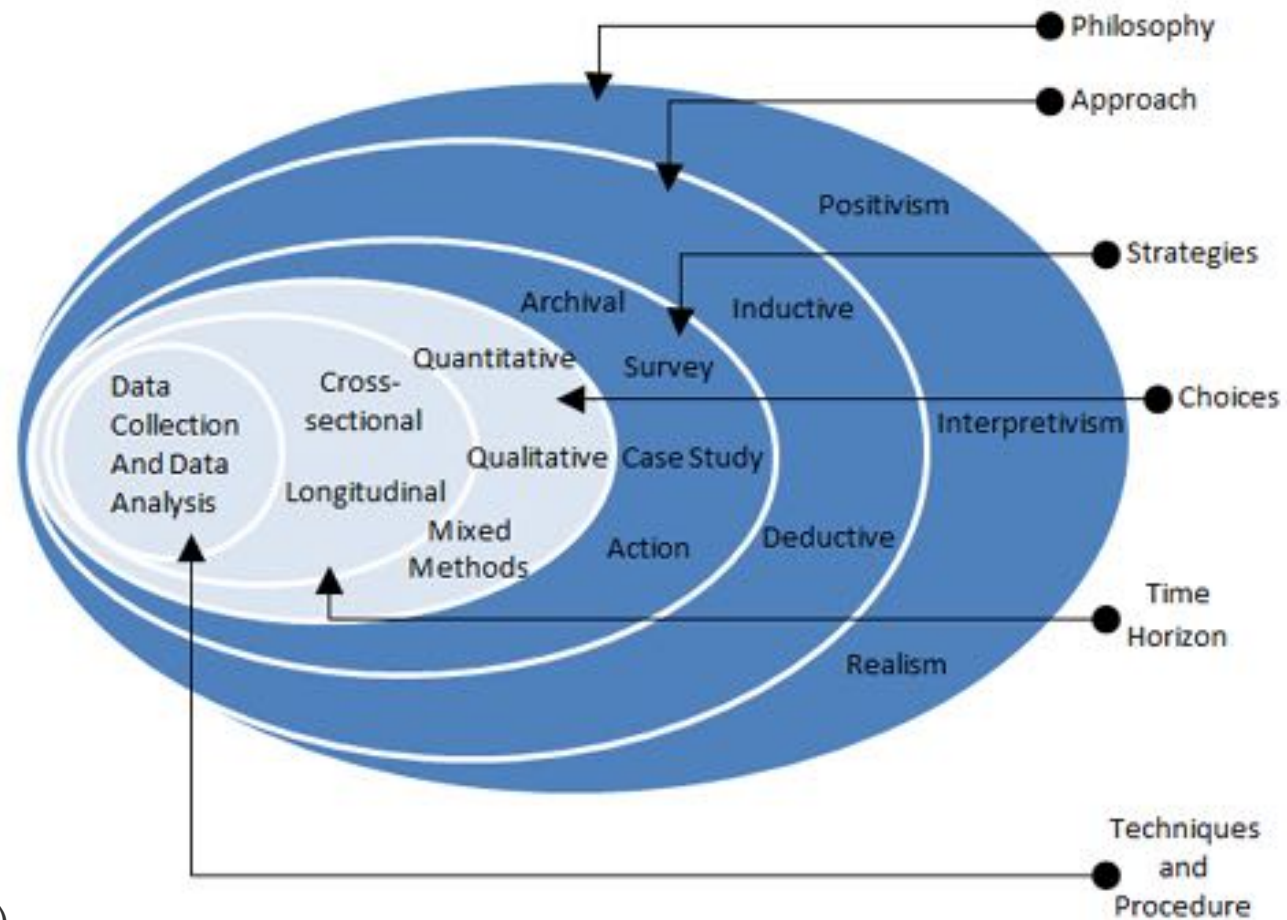 Philosophy
Approach
Positivism
Strategies
Archival
Inductive
Quantitative
Survey
Data
Collection
And Data
Analysis
Cross-
sectional
Choices
Interpretivism
Qualitative
Case Study
Longitudinal
Mixed
Methods
Action
Deductive
Time
Horizon
Realism
Techniques
and
Procedure
)